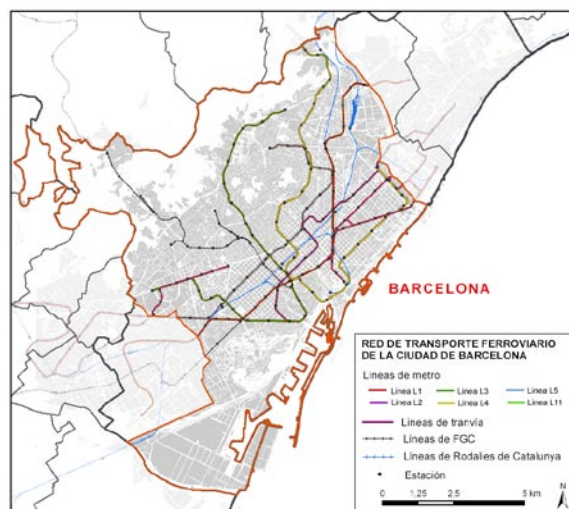 BARCELONA
RED DE TRANSPORTE FERROVIARIO
DE LA CIUDAD DE BARCELONA
Líneas de metro
Línea L1
Línea L3
Línea L5
Línea L2
Línea L4
Línea L11
Líneas de tranvía
Líneas de FGC
Líneas de Rodalies de Catalunya
Estación
0 1,25 2,5 5 km
N